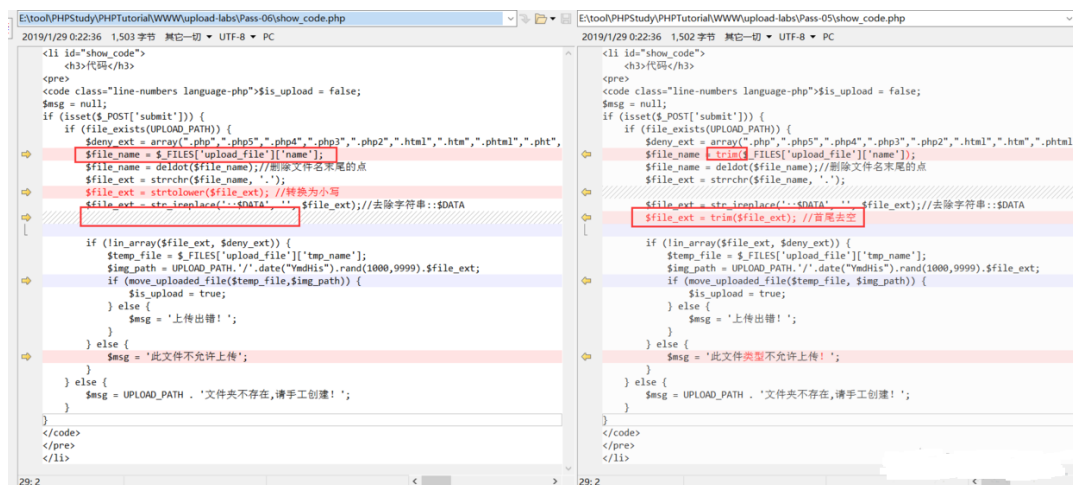 E:\tool\PHPStudy\PHPTutorial\WWW\upload-labs\Pass-06\show_code.php
2019/1/29 0:22:36 1,503 字节 其它一切 ▼ UTF-8 ▼ PC
<li id="show_code">
<h3>代码</h3>
<pre>
<code class="line-numbers language-php">$is_upload = false;
$msg = null;
if (isset($_POST['submit'])) {
if (file_exists(UPLOAD_PATH)) {
$deny_ext = array(".php",".php5",".php4",".php3",".php2",".html",".htm",".phtml",".pht",
$file_name = $_FILES['upload_file']['name'];
$file_name = deldot($file_name);//删除文件名末尾的点
$file_ext = strrchr($file_name, '.');
$file_ext = strtolower($file_ext); //转换为小写
$file_ext = str_ireplace('::$DATA', '', $file_ext);//去除字符串::$DATA
if (!in_array($file_ext, $deny_ext)) {
$temp_file = $_FILES['upload_file']['tmp_name'];
$img_path = UPLOAD_PATH.'/'.date("YmdHis").rand(1000,9999).$file_ext;
if (move_uploaded_file($temp_file,$img_path)) {
$is_upload = true;
} else {
$msg = '上传出错！';
}
} else {
$msg = '此文件不允许上传';
}
} else {
$msg = UPLOAD_PATH . '文件夹不存在,请手工创建！';
}
}
</code>
</pre>
</li>
29: 2
E:\tool\PHPStudy\PHPTutorial\WWW\upload-labs\Pass-05\show_code.php
2019/1/29 0:22:36 1,502 字节 其它一切 ▼ UTF-8 ▼ PC
<li id="show_code">
<h3>代码</h3>
<pre>
<code class="line-numbers language-php">$is_upload = false;
$msg = null;
if (isset($_POST['submit'])) {
if (file_exists(UPLOAD_PATH)) {
$deny_ext = array(".php",".php5",".php4",".php3",".php2",".html",".htm",".phtml
$file_name = trim($_FILES['upload_file']['name']);
$file_name = deldot($file_name);//删除文件名末尾的点
$file_ext = strrchr($file_name, '.');
$file_ext = str_ireplace('::$DATA', '', $file_ext);//去除字符串::$DATA
$file_ext = trim($file_ext); //首尾去空
if (!in_array($file_ext, $deny_ext)) {
$temp_file = $_FILES['upload_file']['tmp_name'];
$img_path = UPLOAD_PATH.'/'.date("YmdHis").rand(1000,9999).$file_ext;
if (move_uploaded_file($temp_file, $img_path)) {
$is_upload = true;
} else {
$msg = '上传出错！';
}
} else {
$msg = '此文件类型不允许上传！';
}
} else {
$msg = UPLOAD_PATH . '文件夹不存在,请手工创建！';
}
}
</code>
</pre>
</li>
29: 2